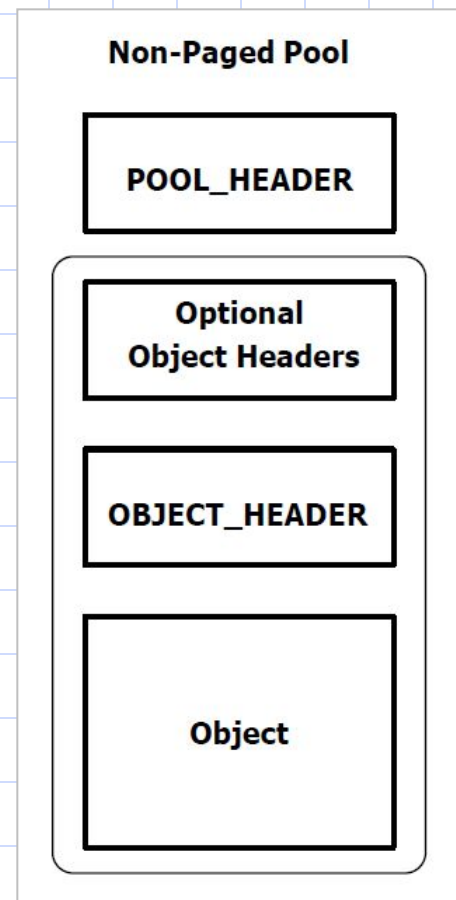 Non-Paged Pool
POOL_HEADER
Optional
Object Headers
OBJECT_HEADER
Object